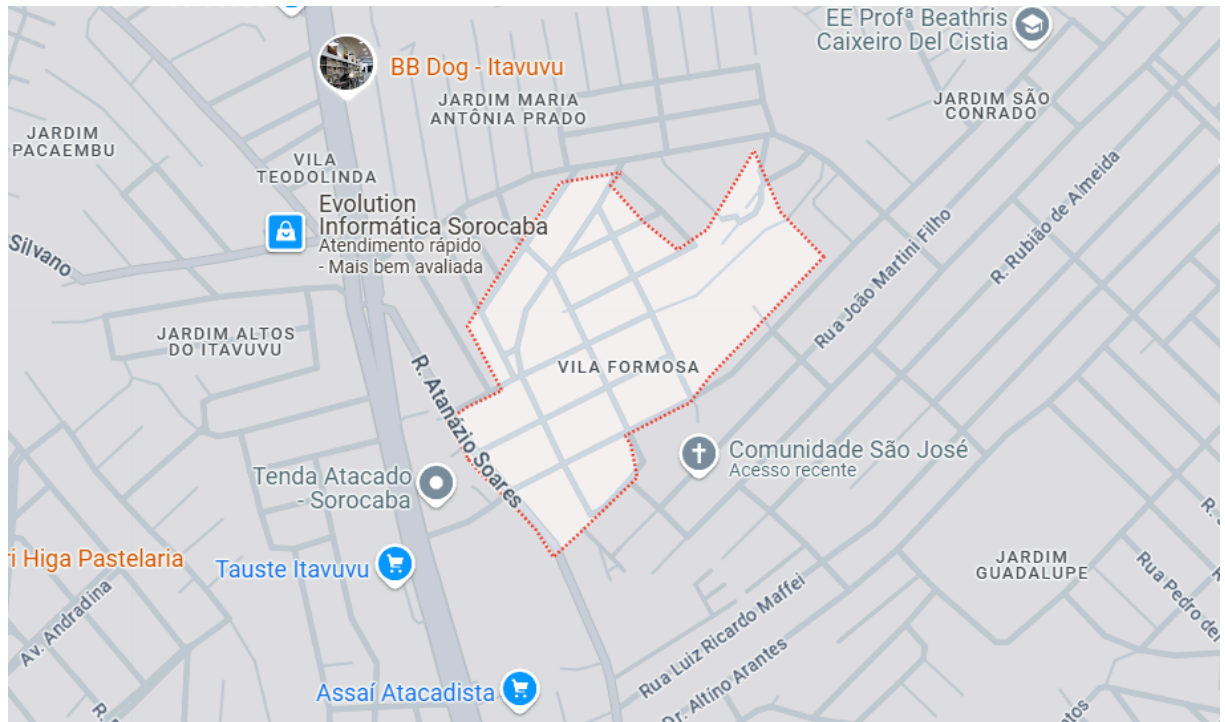 EE Profª Beathris
Caixeiro Del Cistia
BB Dog - Itavuvu
JARDIM MARIA
ANTÔNIA PRADO
JARDIM SÃO
CONRADO
JARDIM
PACAEMBU
VILA
TEODOLINDA
Evolution
Informática Sorocaba
Atendimento rápido
- Mais bem avaliada
Silvano
R. Rubião de Almeida
Rua João Martini Filho
JARDIM ALTOS
DO ITAVUVU
VILA FORMOSA
R. Atanázio Soares
Comunidade São José
Acesso recente
Tenda Atacado
- Sorocaba
ri Higa Pastelaria
Tauste Itavuvu
JARDIM
GUADALUPE
Rua Pedro de
Av. Andradina
Rua Luiz Ricardo Maffei
Dr. Altino Arantes
Assaí Atacadista
R.
R.